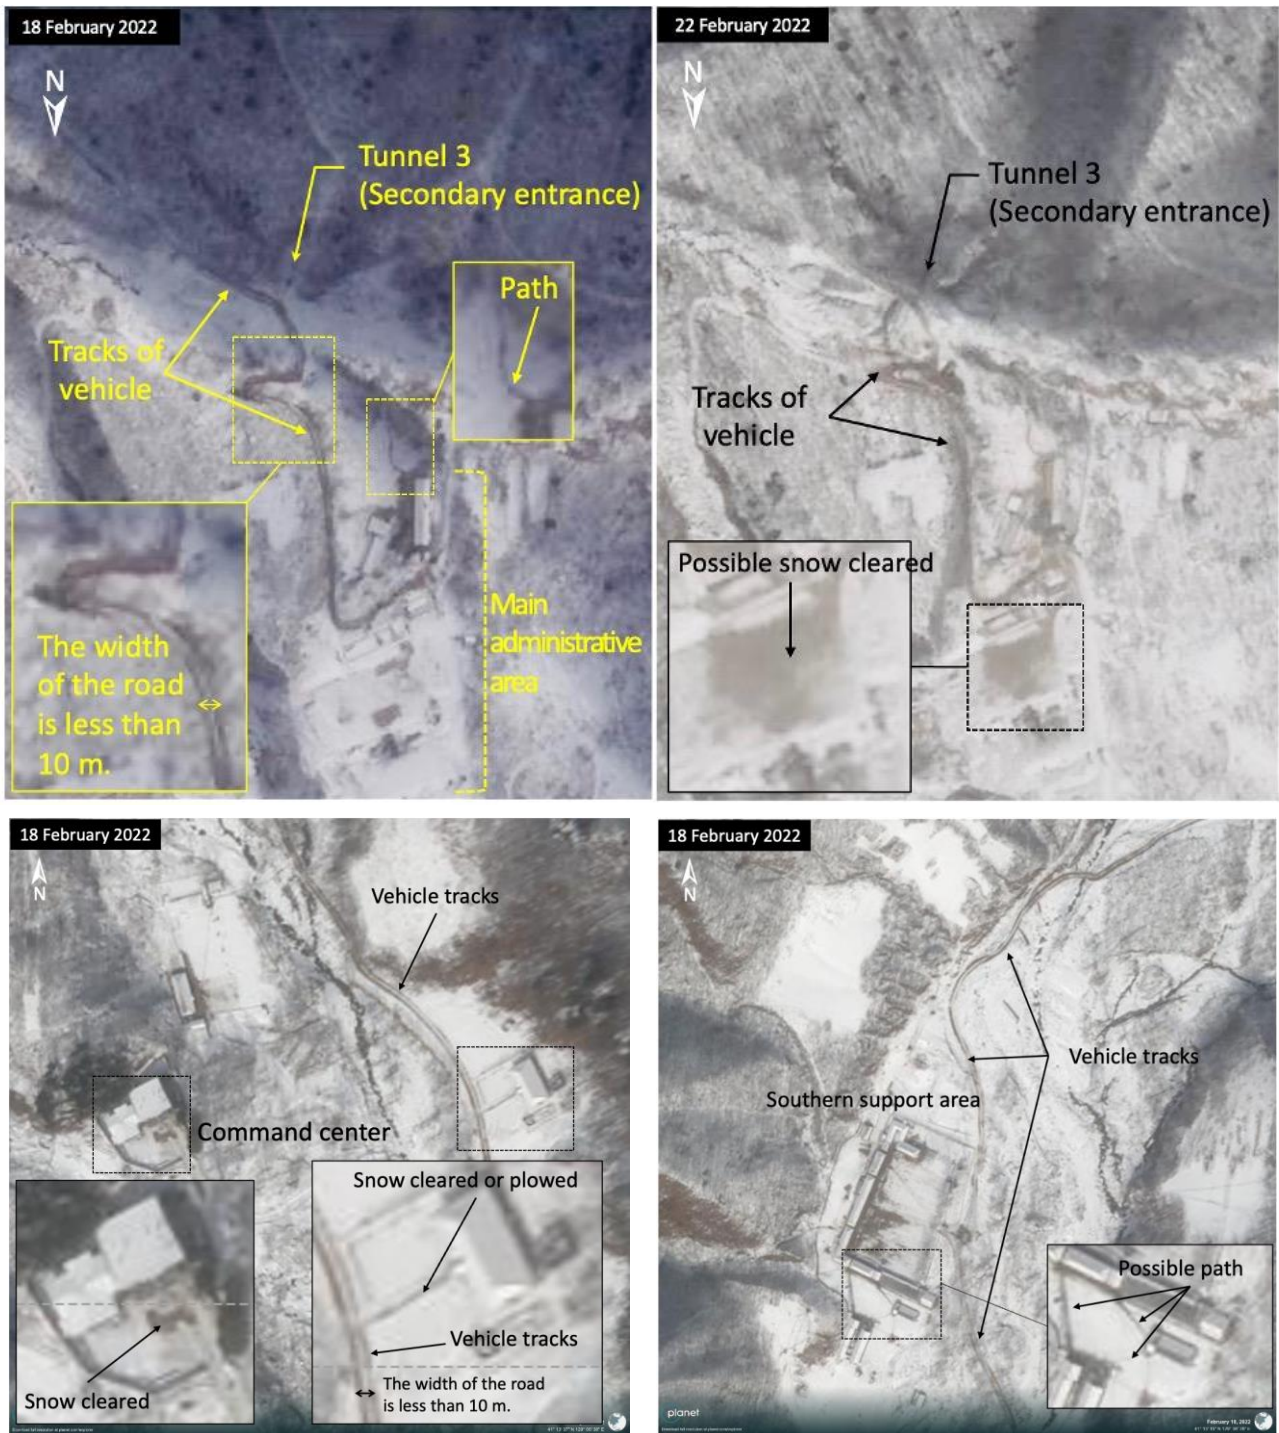 18 February 2022
N
Tunnel 3
(Secondary entrance)
Path
Tracks of
vehicle
The width
of the road
is less than
10 m.
Main
administrative
area
22 February 2022
N
Tunnel 3
(Secondary entrance)
Tracks of
vehicle
Possible snow cleared
18 February 2022
N
Vehicle tracks
Command center
Snow cleared or plowed
Vehicle tracks
The width of the road
is less than 10 m.
Snow cleared
18 February 2022
N
Vehicle tracks
Southern support area
Possible path
planet